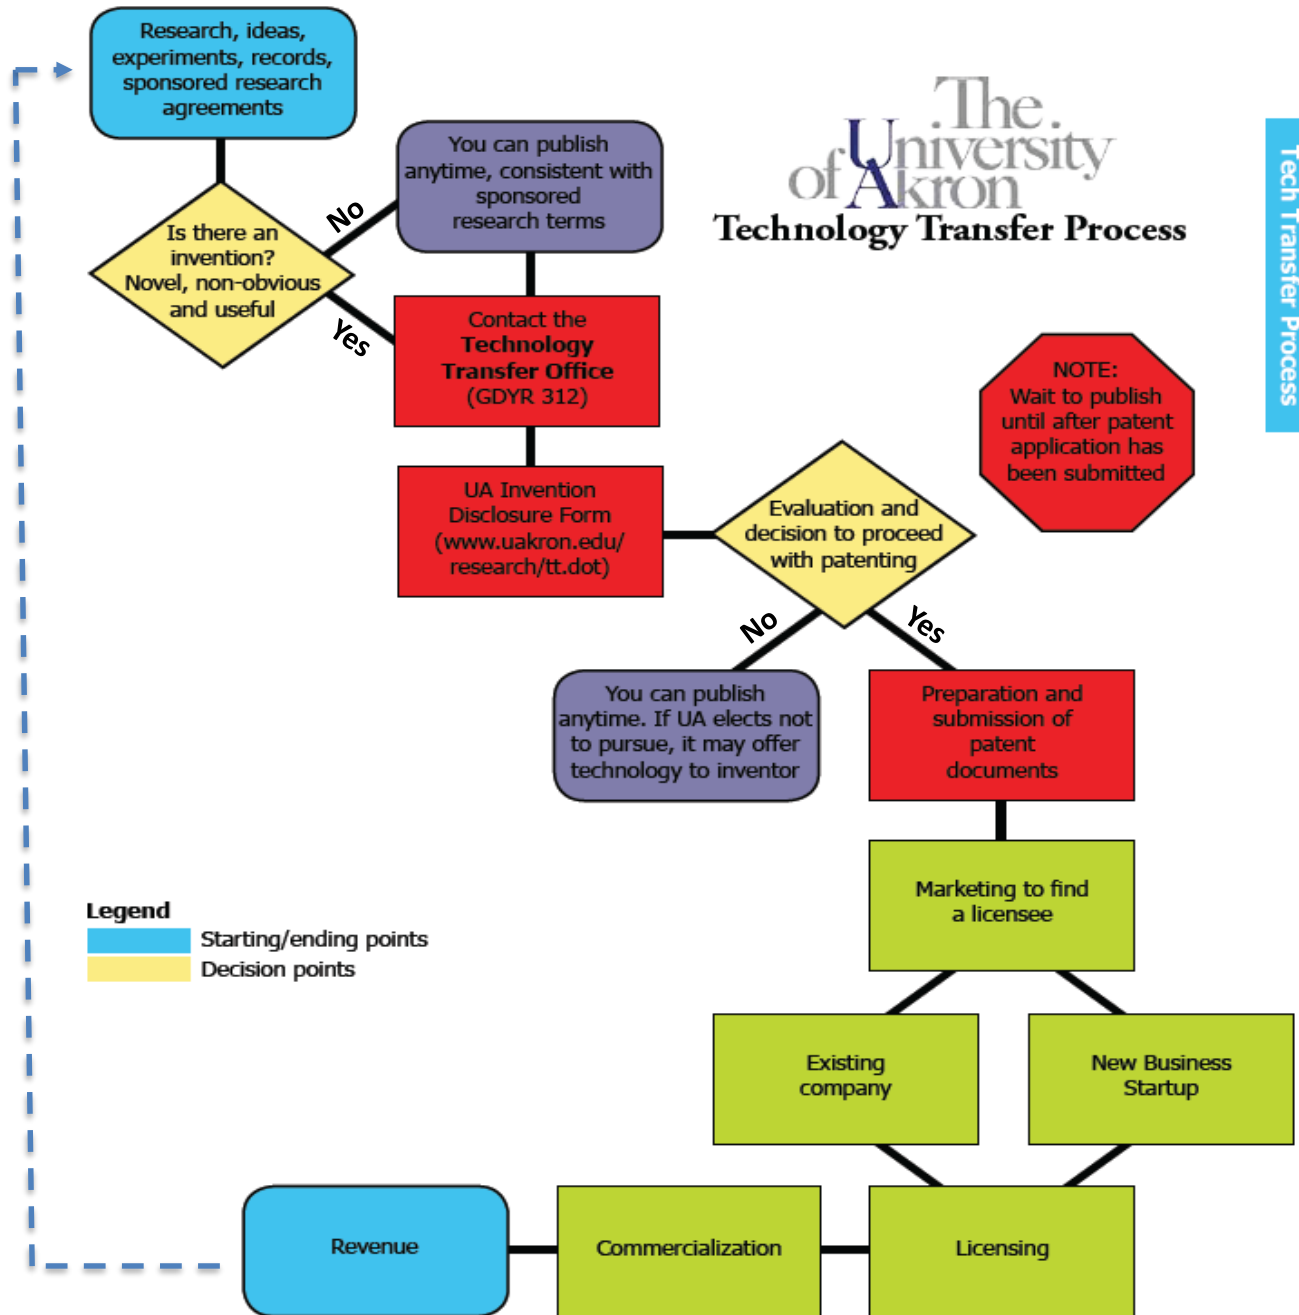 Research, ideas,
experiments, records,
sponsored research
agreements
The
University
of Akron
Technology Transfer Process
Tech Transfer Process
You can publish
anytime, consistent with
sponsored
research terms
No
Is there an
invention?
Novel, non-obvious
and useful
Yes
Contact the
Technology
Transfer Office
(GDYR 312)
NOTE:
Wait to publish
until after patent
application has
been submitted
UA Invention
Disclosure Form
(www.uakron.edu/
research/tt.dot)
Evaluation and
decision to proceed
with patenting
No
Yes
You can publish
anytime. If UA elects not
to pursue, it may offer
technology to inventor
Preparation and
submission of
patent
documents
Marketing to find
a licensee
Legend
Starting/ending points
Decision points
Existing
company
New Business
Startup
Revenue
Commercialization
Licensing